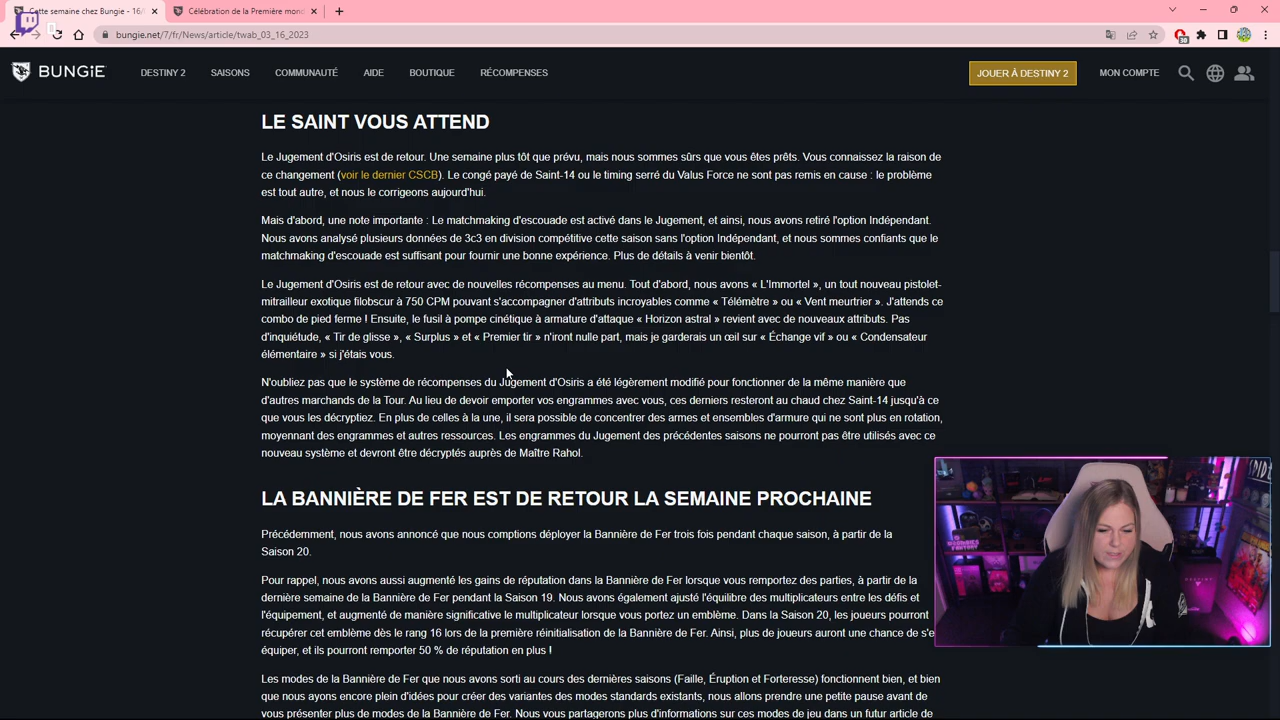 Cette semaine chez Bungie - 16/
Célébration de la Première mond
bungie.net/7/fr/News/article/twab_03_16_2023
BUNGIE
DESTINY 2
SAISONS
COMMUNAUTÉ
AIDE
BOUTIQUE
RÉCOMPENSES
JOUER À DESTINY 2
MON COMPTE
LE SAINT VOUS ATTEND
Le Jugement d'Osiris est de retour. Une semaine plus tôt que prévu, mais nous sommes sûrs que vous êtes prêts. Vous connaissez la raison de
ce changement (voir le dernier CSCB). Le congé payé de Saint-14 ou le timing serré du Valus Force ne sont pas remis en cause : le problème
est tout autre, et nous le corrigeons aujourd'hui.
Mais d'abord, une note importante : Le matchmaking d'escouade est activé dans le Jugement, et ainsi, nous avons retiré l'option Indépendant.
Nous avons analysé plusieurs données de 3c3 en division compétitive cette saison sans l'option Indépendant, et nous sommes confiants que le
matchmaking d'escouade est suffisant pour fournir une bonne expérience. Plus de détails à venir bientôt.
Le Jugement d'Osiris est de retour avec de nouvelles récompenses au menu. Tout d'abord, nous avons « L'Immortel », un tout nouveau pistolet-
mitrailleur exotique filobscur à 750 CPM pouvant s'accompagner d'attributs incroyables comme « Télémètre » ou « Vent meurtrier ». J'attends ce
combo de pied ferme ! Ensuite, le fusil à pompe cinétique à armature d'attaque « Horizon astral » revient avec de nouveaux attributs. Pas
d'inquiétude, « Tir de glisse », « Surplus » et « Premier tir » n'iront nulle part, mais je garderais un œil sur « Échange vif » ou « Condensateur
élémentaire » si j'étais vous.
N'oubliez pas que le système de récompenses du Jugement d'Osiris a été légèrement modifié pour fonctionner de la même manière que
d'autres marchands de la Tour. Au lieu de devoir emporter vos engrammes avec vous, ces derniers resteront au chaud chez Saint-14 jusqu'à ce
que vous les décryptiez. En plus de celles à la une, il sera possible de concentrer des armes et ensembles d'armure qui ne sont plus en rotation,
moyennant des engrammes et autres ressources. Les engrammes du Jugement des précédentes saisons ne pourront pas être utilisés avec ce
nouveau système et devront être décryptés auprès de Maître Rahol.
LA BANNIÈRE DE FER EST DE RETOUR LA SEMAINE PROCHAINE
Précédemment, nous avons annoncé que nous comptions déployer la Bannière de Fer trois fois pendant chaque saison, à partir de la
Saison 20.
Pour rappel, nous avons aussi augmenté les gains de réputation dans la Bannière de Fer lorsque vous remportez des parties, à partir de la
dernière semaine de la Bannière de Fer pendant la Saison 19. Nous avons également ajusté l'équilibre des multiplicateurs entre les défis et
l'équipement, et augmenté de manière significative le multiplicateur lorsque vous portez un emblème. Dans la Saison 20, les joueurs pourront
récupérer cet emblème dès le rang 16 lors de la première réinitialisation de la Bannière de Fer. Ainsi, plus de joueurs auront une chance de s'e
équiper, et ils pourront remporter 50 % de réputation en plus !
Les modes de la Bannière de Fer que nous avons sorti au cours des dernières saisons (Faille, Éruption et Forteresse) fonctionnent bien, et bien
que nous ayons encore plein d'idées pour créer des variantes des modes standards existants, nous allons prendre une petite pause avant de
vous présenter plus de modes de la Bannière de Fer. Nous vous partagerons plus d'informations sur ces modes de jeu dans un futur article de